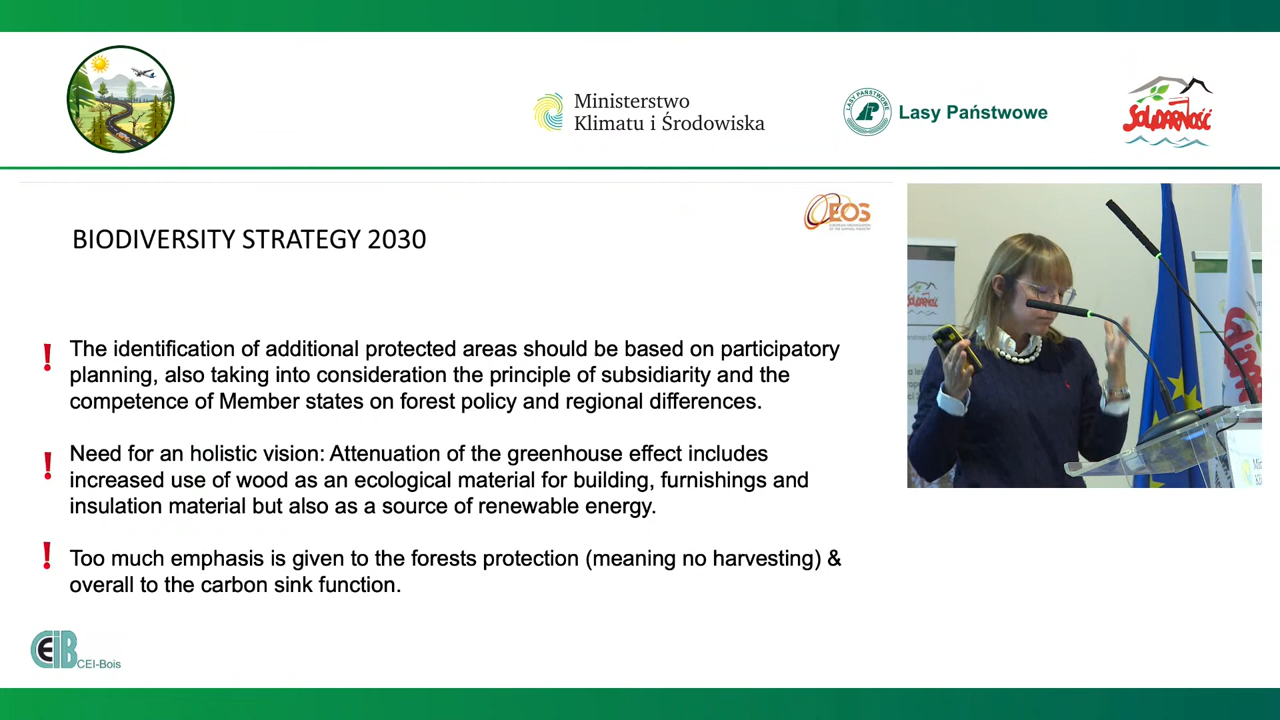 Ministerstwo
Klimatu i Środowiska
LASY PAŃSTWOWE
Lasy Państwowe
SOLIDARNOŚĆ
EOS
BIODIVERSITY STRATEGY 2030
! The identification of additional protected areas should be based on participatory
planning, also taking into consideration the principle of subsidiarity and the
competence of Member states on forest policy and regional differences.
! Need for an holistic vision: Attenuation of the greenhouse effect includes
increased use of wood as an ecological material for building, furnishings and
insulation material but also as a source of renewable energy.
! Too much emphasis is given to the forests protection (meaning no harvesting) &
overall to the carbon sink function.
CEIB
CEI-Bois